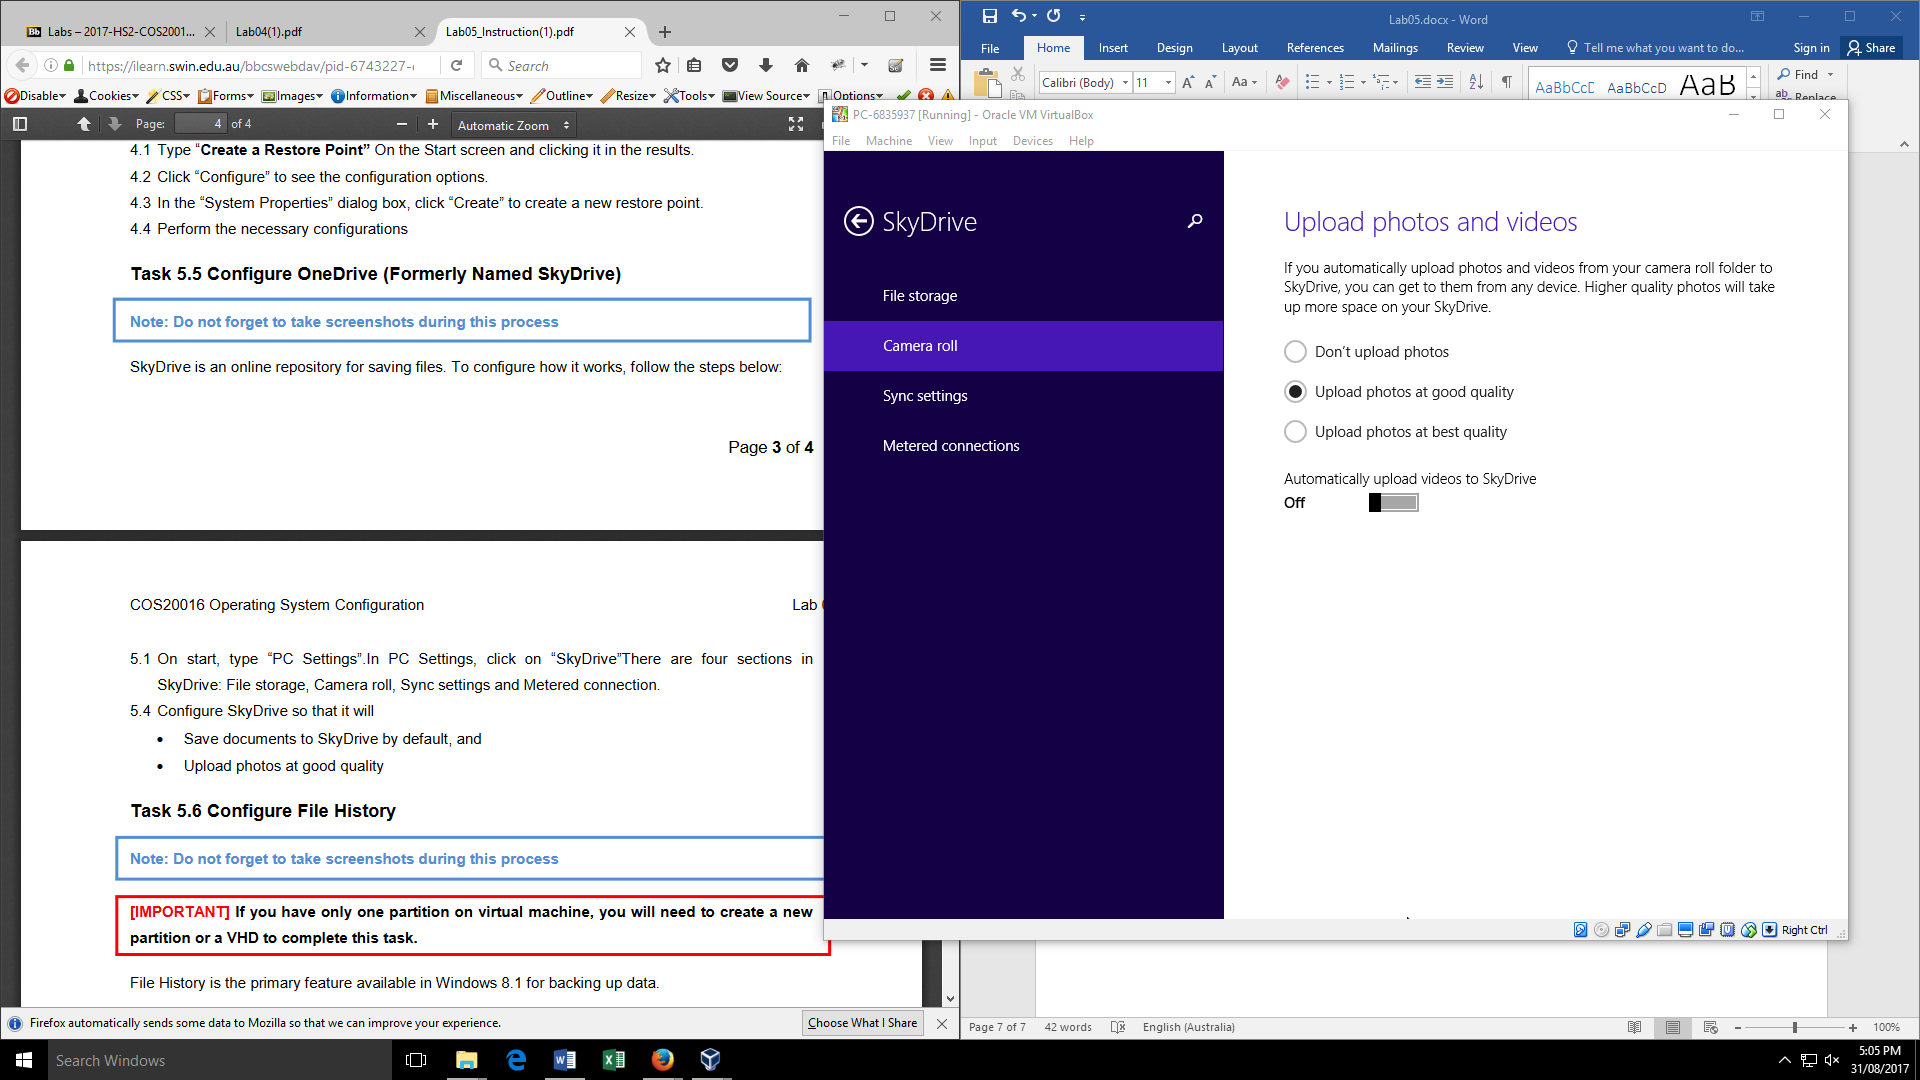 Labs – 2017-HS2-COS2001...
Lab04(1).pdf
Lab05_Instruction(1).pdf
https://ilearn.swin.edu.au/bbcswebdav/pid-6743227-
Search
Disable
Cookies
CSS
Forms
Images
Information
Miscellaneous
Outline
Resize
Tools
View Source
Options
Page:
4
of 4
Automatic Zoom
4.1 Type “Create a Restore Point” On the Start screen and clicking it in the results.
4.2 Click “Configure” to see the configuration options.
4.3 In the “System Properties” dialog box, click “Create” to create a new restore point.
4.4 Perform the necessary configurations
Task 5.5 Configure OneDrive (Formerly Named SkyDrive)
Note: Do not forget to take screenshots during this process
SkyDrive is an online repository for saving files. To configure how it works, follow the steps below:
Page 3 of 4
COS20016 Operating System Configuration
Lab
5.1 On start, type “PC Settings”.In PC Settings, click on “SkyDrive”There are four sections in
SkyDrive: File storage, Camera roll, Sync settings and Metered connection.
5.4 Configure SkyDrive so that it will
• Save documents to SkyDrive by default, and
• Upload photos at good quality
Task 5.6 Configure File History
Note: Do not forget to take screenshots during this process
[IMPORTANT] If you have only one partition on virtual machine, you will need to create a new
partition or a VHD to complete this task.
File History is the primary feature available in Windows 8.1 for backing up data.
Firefox automatically sends some data to Mozilla so that we can improve your experience.
Choose What I Share
Lab05.docx - Word
File
Home
Insert
Design
Layout
References
Mailings
Review
View
Tell me what you want to do...
Sign in
Share
Calibri (Body)
11
Aa
AaBbCcDc
AaBbCcD
AaB
Find
Replace
PC-6835937 [Running] - Oracle VM VirtualBox
File
Machine
View
Input
Devices
Help
SkyDrive
File storage
Camera roll
Sync settings
Metered connections
Upload photos and videos
If you automatically upload photos and videos from your camera roll folder to
SkyDrive, you can get to them from any device. Higher quality photos will take
up more space on your SkyDrive.
Don’t upload photos
Upload photos at good quality
Upload photos at best quality
Automatically upload videos to SkyDrive
Off
Right Ctrl
Page 7 of 7
42 words
English (Australia)
100%
Search Windows
5:05 PM
31/08/2017